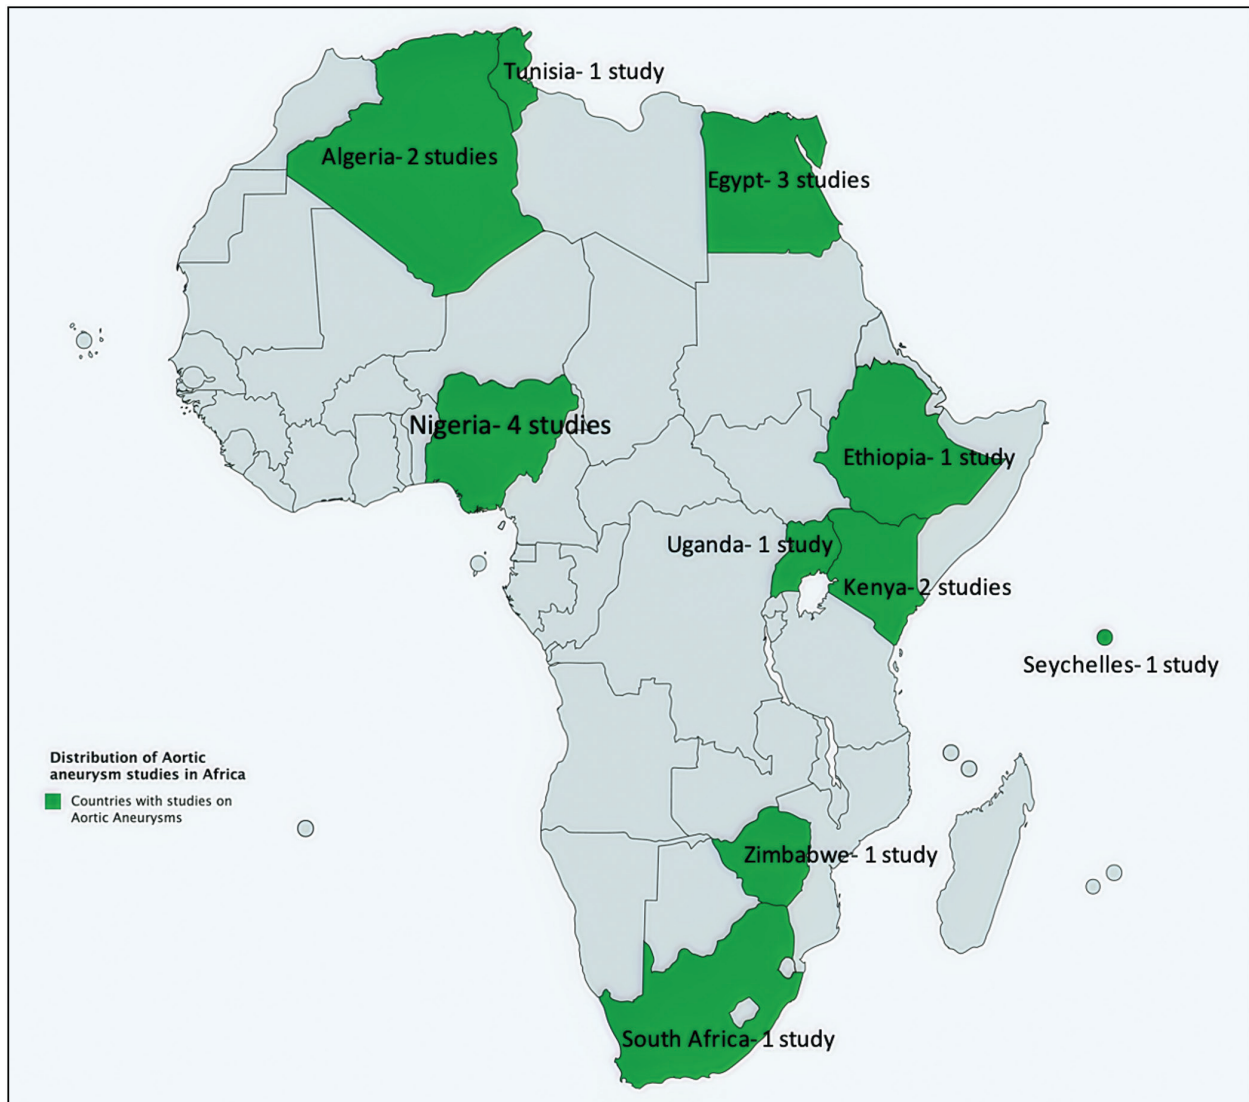 Tunisia- 1 study
Algeria- 2 studies
Egypt- 3 studies
Nigeria- 4 studies
Ethiopia- 1 study
Uganda- 1 study
Kenya- 2 studies
Seychelles- 1 study
Distribution of Aortic
aneurysm studies in Africa
Countries with studies on
Aortic Aneurysms
Zimbabwe- 1 study
South Africa- 1 study